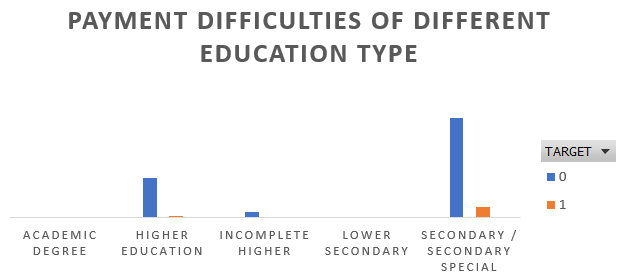 PAYMENT DIFFICULTIES OF DIFFERENT
EDUCATION TYPE
TARGET
0
1
ACADEMIC
DEGREE
HIGHER
EDUCATION
INCOMPLETE
HIGHER
LOWER
SECONDARY
SECONDARY /
SECONDARY
SPECIAL